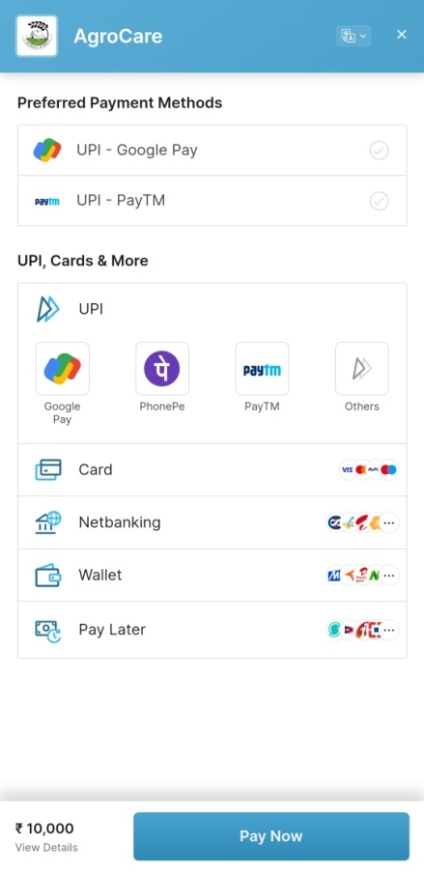 AgroCare
Preferred Payment Methods
UPI - Google Pay
paytm UPI - PayTM
UPI, Cards & More
UPI
पे
paytm
Google
Pay
PhonePe
PayTM
Others
Card
VISA
Netbanking
Wallet
Pay Later
₹ 10,000
View Details
Pay Now